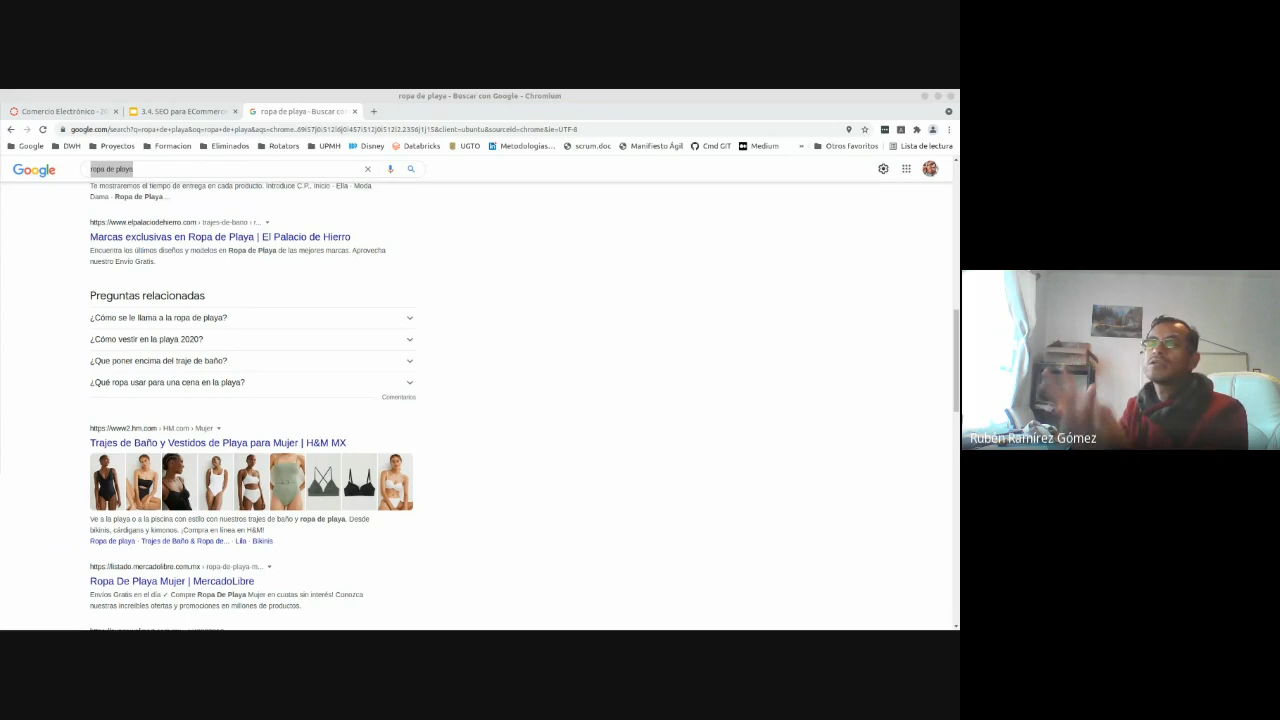 ropa de playa - Buscar con Google - Chromium
Comercio Electrónico - 20
3.4. SEO para ECommerc
ropa de playa - Buscar con
google.com/search?q=ropa+de+playa&oq=ropa+de+playa&aqs=chrome..69i57j0i512l6j0i457i512j0i512l2.2356j1j15&client=ubuntu&sourceid=chrome&ie=UTF-8
Google DWH Proyectos Formacion Eliminados Rotators UPMH Disney Databricks UGTO Metodologías... scrum.doc Manifiesto Ágil Cmd GIT Medium » Otros favoritos Lista de lectura
Google
ropa de playa
Te mostraremos el tiempo de entrega en cada producto. Introduce C.P.. Inicio · Ella · Moda
Dama · Ropa de Playa ...
https://www.elpalaciodehierro.com › trajes-de-bano › r...
Marcas exclusivas en Ropa de Playa | El Palacio de Hierro
Encuentra los últimos diseños y modelos en Ropa de Playa de las mejores marcas. Aprovecha
nuestro Envío Gratis.
Preguntas relacionadas
¿Cómo se le llama a la ropa de playa?
¿Cómo vestir en la playa 2020?
¿Que poner encima del traje de baño?
¿Qué ropa usar para una cena en la playa?
Comentarios
https://www2.hm.com › HM.com › Mujer
Trajes de Baño y Vestidos de Playa para Mujer | H&M MX
Ve a la playa o a la piscina con estilo con nuestros trajes de baño y ropa de playa. Desde
bikinis, cárdigans y kimonos. ¡Compra en línea en H&M!
Ropa de playa · Trajes de Baño & Ropa de... · Lila · Bikinis
https://listado.mercadolibre.com.mx › ropa-de-playa-m...
Ropa De Playa Mujer | MercadoLibre
Envíos Gratis en el día ✓ Compre Ropa De Playa Mujer en cuotas sin interés! Conozca
nuestras increíbles ofertas y promociones en millones de productos.
Rubén Ramírez Gómez